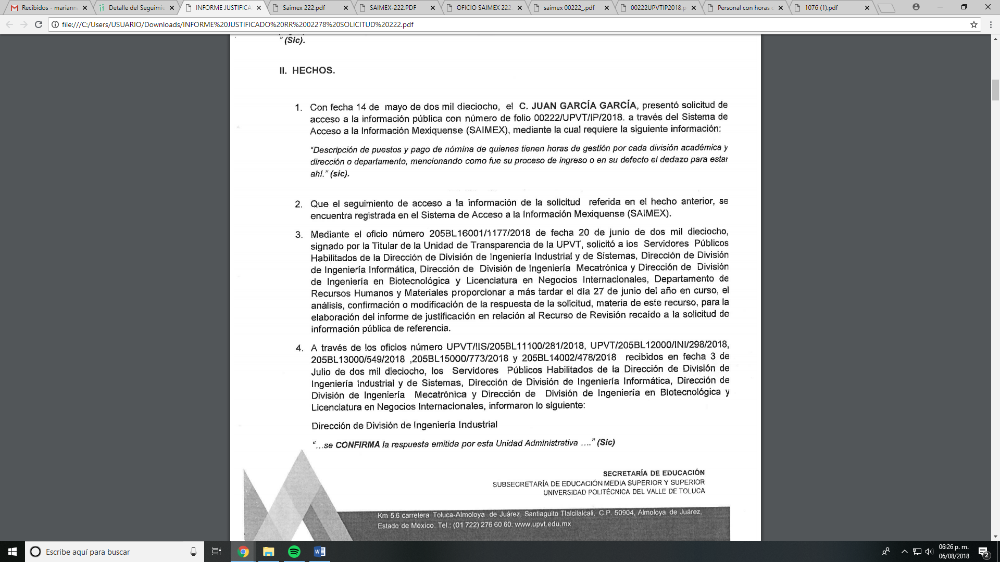 Recibidos - mariann
Detalle del Seguimie
INFORME JUSTIFICA
Saimex 222.pdf
SAIMEX-222.PDF
OFICIO SAIMEX 222
saimex 00222_.pdf
00222UPVTIP2018.p
Personal con horas
1076 (1).pdf
file:///C:/Users/USUARIO/Downloads/INFORME%20JUSTIFICADO%20RR%2002278%20SOLICITUD%20222.pdf
” (Sic).
II. HECHOS.
1. Con fecha 14 de mayo de dos mil dieciocho, el C. JUAN GARCÍA GARCÍA, presentó solicitud de
acceso a la información pública con número de folio 00222/UPVT/IP/2018. a través del Sistema de
Acceso a la Información Mexiquense (SAIMEX), mediante la cual requiere la siguiente información:
“Descripción de puestos y pago de nómina de quienes tienen horas de gestión por cada división académica y
dirección o departamento, mencionando como fue su proceso de ingreso o en su defecto el dedazo para estar
ahí.” (sic).
2. Que el seguimiento de acceso a la información de la solicitud referida en el hecho anterior, se
encuentra registrada en el Sistema de Acceso a la Información Mexiquense (SAIMEX).
3. Mediante el oficio número 205BL16001/1177/2018 de fecha 20 de junio de dos mil dieciocho,
signado por la Titular de la Unidad de Transparencia de la UPVT, solicitó a los Servidores Públicos
Habilitados de la Dirección de División de Ingeniería Industrial y de Sistemas, Dirección de División
de Ingeniería Informática, Dirección de División de Ingeniería Mecatrónica y Dirección de División
de Ingeniería en Biotecnológica y Licenciatura en Negocios Internacionales, Departamento de
Recursos Humanos y Materiales proporcionar a más tardar el día 27 de junio del año en curso, el
análisis, confirmación o modificación de la respuesta de la solicitud, materia de este recurso, para la
elaboración del informe de justificación en relación al Recurso de Revisión recaído a la solicitud de
información pública de referencia.
4. A través de los oficios número UPVT/IIS/205BL11100/281/2018, UPVT/205BL12000/INI/298/2018,
205BL13000/549/2018 ,205BL15000/773/2018 y 205BL14002/478/2018 recibidos en fecha 3 de
Julio de dos mil dieciocho, los Servidores Públicos Habilitados de la Dirección de División de
Ingeniería Industrial y de Sistemas, Dirección de División de Ingeniería Informática, Dirección de
División de Ingeniería Mecatrónica y Dirección de División de Ingeniería en Biotecnológica y
Licenciatura en Negocios Internacionales, informaron lo siguiente:
Dirección de División de Ingeniería Industrial
“…se CONFIRMA la respuesta emitida por esta Unidad Administrativa ….” (Sic)
SECRETARÍA DE EDUCACIÓN
SUBSECRETARÍA DE EDUCACIÓN MEDIA SUPERIOR Y SUPERIOR
UNIVERSIDAD POLITÉCNICA DEL VALLE DE TOLUCA
Km 5.6 carretera Toluca-Almoloya de Juárez, Santiaguito Tlalcilalcali, C.P. 50904, Almoloya de Juárez,
Estado de México. Tel.: (01 722) 276 60 60. www.upvt.edu.mx
Escribe aquí para buscar
06:26 p. m.
06/08/2018
2